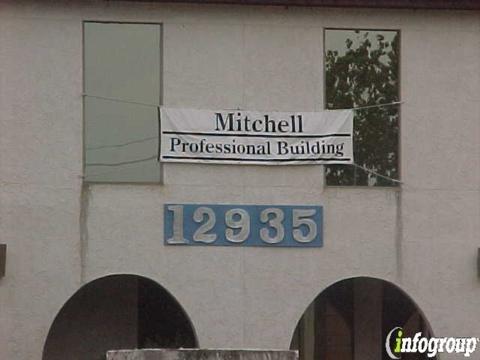 Mitchell
Professional Building
12935
infogroup